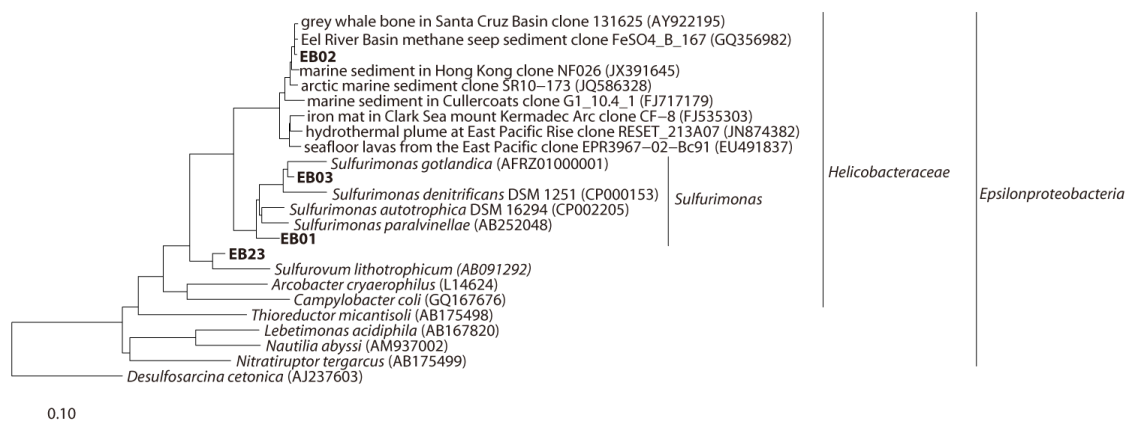 grey whale bone in Santa Cruz Basin clone 131625 (AY922195)
Eel River Basin methane seep sediment clone FeSO4_B_167 (GQ356982)
EB02
marine sediment in Hong Kong clone NF026 (JX391645)
arctic marine sediment clone SR10−173 (JQ586328)
marine sediment in Cullercoats clone G1_10.4_1 (FJ717179)
iron mat in Clark Sea mount Kermadec Arc clone CF−8 (FJ535303)
hydrothermal plume at East Pacific Rise clone RESET_213A07 (JN874382)
seafloor lavas from the East Pacific clone EPR3967−02−Bc91 (EU491837)
Sulfurimonas gotlandica (AFRZ01000001)
EB03
Sulfurimonas denitrificans DSM 1251 (CP000153)
Sulfurimonas autotrophica DSM 16294 (CP002205)
Sulfurimonas paralvinellae (AB252048)
EB01
EB23
Sulfurovum lithotrophicum (AB091292)
Arcobacter cryaerophilus (L14624)
Campylobacter coli (GQ167676)
Thioreductor micantisoli (AB175498)
Lebetimonas acidiphila (AB167820)
Nautilia abyssi (AM937002)
Nitratiruptor tergarcus (AB175499)
Desulfosarcina cetonica (AJ237603)
Sulfurimonas
Helicobacteraceae
Epsilonproteobacteria
0.10